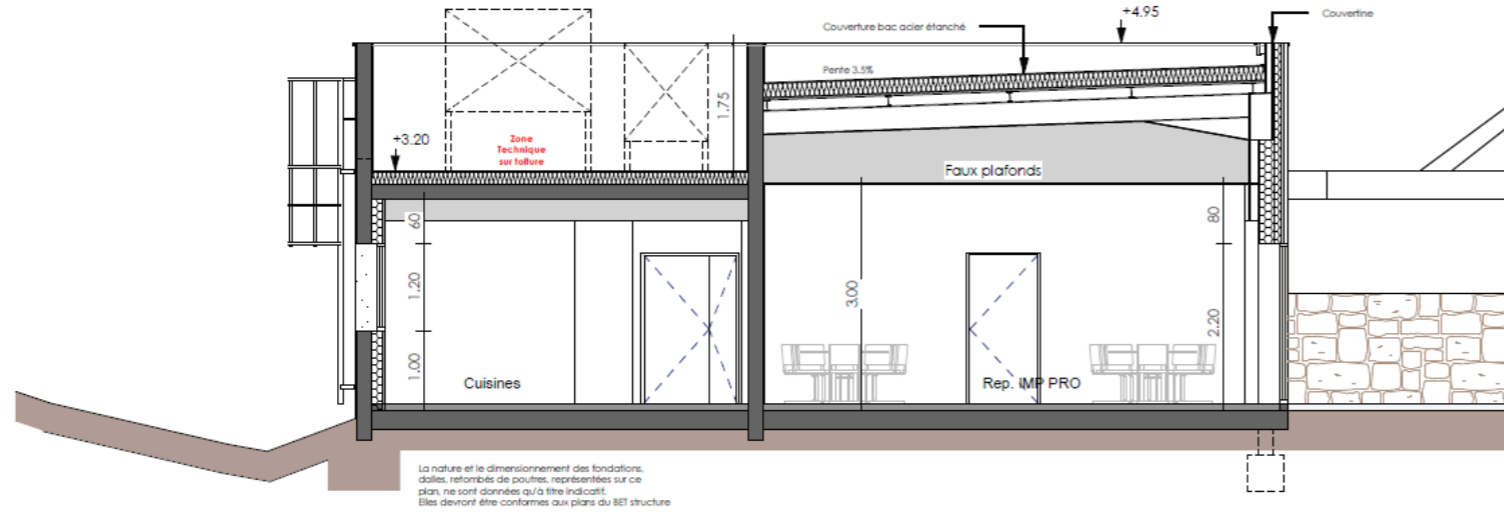 +4.95
Couverture bac acier étanché
Couvertine
Pente 3.5%
1.75
+3.20
Zone
Technique
sur toiture
Faux plafonds
60
80
1.20
3.00
2.20
1.00
Cuisines
Rep. IMP PRO
La nature et le dimensionnement des fondations,
dalles, retombés de poutres, représentées sur ce
plan, ne sont données qu'à titre indicatif.
Elles devront être conformes aux plans du BET structure